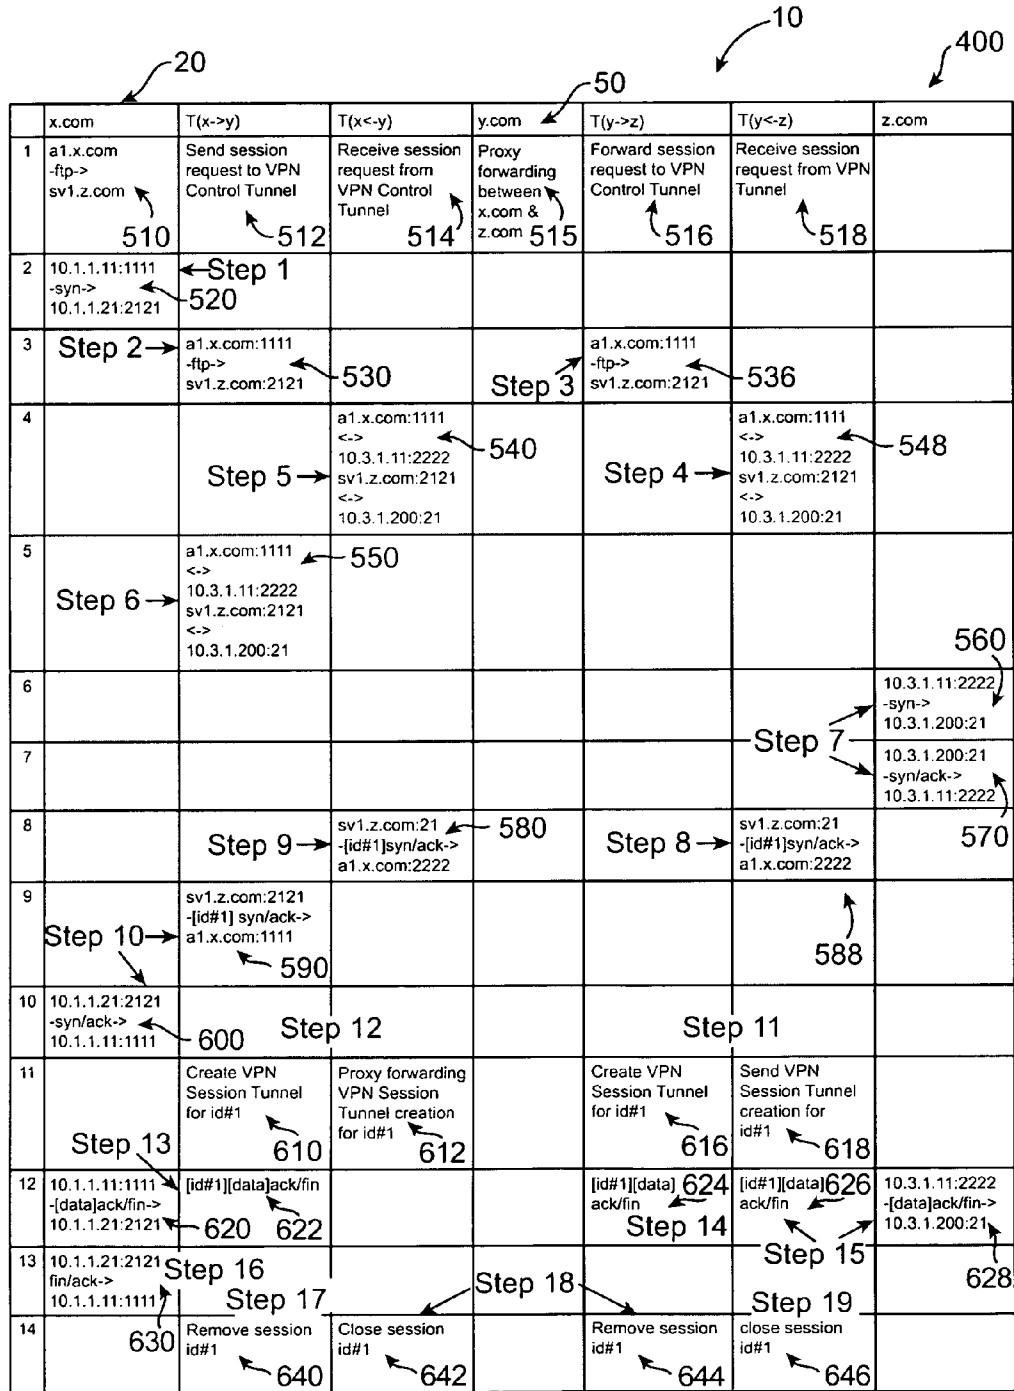 10
20
400
50
x.com
T(x->y)
T(x<-y)
y.com
T(y->z)
T(y<-z)
z.com
1
a1.x.com
-ftp->
sv1.z.com
510
Send session
request to VPN
Control Tunnel
512
Receive session
request from
VPN Control
Tunnel
514
Proxy
forwarding
between
x.com &
z.com
515
Forward session
request to VPN
Control Tunnel
516
Receive session
request from VPN
Tunnel
518
2
10.1.1.11:1111
-syn->
10.1.1.21:2121
Step 1
520
3
Step 2
a1.x.com:1111
-ftp->
sv1.z.com:2121
530
Step 3
a1.x.com:1111
-ftp->
sv1.z.com:2121
536
4
Step 5
a1.x.com:1111
<->
10.3.1.11:2222
sv1.z.com:2121
<->
10.3.1.200:21
540
Step 4
a1.x.com:1111
<->
10.3.1.11:2222
sv1.z.com:2121
<->
10.3.1.200:21
548
5
Step 6
a1.x.com:1111
<->
10.3.1.11:2222
sv1.z.com:2121
<->
10.3.1.200:21
550
560
6
10.3.1.11:2222
-syn->
10.3.1.200:21
Step 7
7
10.3.1.200:21
-syn/ack->
10.3.1.11:2222
570
8
Step 9
sv1.z.com:21
-[id#1]syn/ack->
a1.x.com:2222
580
Step 8
sv1.z.com:21
-[id#1]syn/ack->
a1.x.com:2222
588
9
Step 10
sv1.z.com:2121
-[id#1] syn/ack->
a1.x.com:1111
590
10
10.1.1.21:2121
-syn/ack->
10.1.1.11:1111
600
Step 12
Step 11
11
Create VPN
Session Tunnel
for id#1
610
Proxy forwarding
VPN Session
Tunnel creation
for id#1
612
Create VPN
Session Tunnel
for id#1
616
Send VPN
Session Tunnel
creation for
id#1
618
Step 13
12
10.1.1.11:1111
-[data]ack/fin->
10.1.1.21:2121
620
[id#1][data]ack/fin
622
[id#1][data]
ack/fin
624
Step 14
[id#1][data]
ack/fin
626
Step 15
10.3.1.11:2222
-[data]ack/fin->
10.3.1.200:21
628
13
10.1.1.21:2121
fin/ack->
10.1.1.11:1111
630
Step 16
Step 17
Step 18
Step 19
14
Remove session
id#1
640
Close session
id#1
642
Remove session
id#1
644
close session
id#1
646